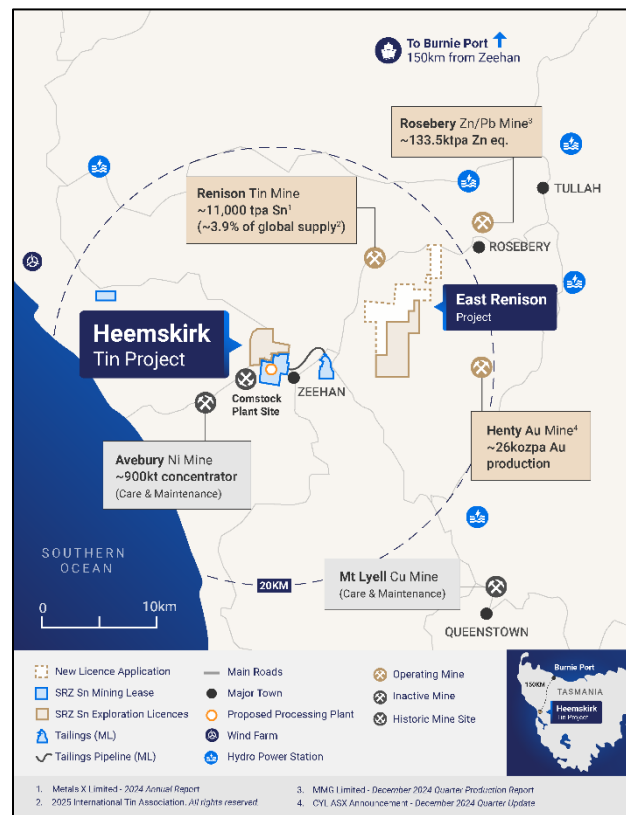 To Burnie Port
150km from Zeehan
Rosebery Zn/Pb Mine³
~133.5ktpa Zn eq.
Renison Tin Mine
~11,000 tpa Sn¹
(~3.9% of global supply²)
TULLAH
ROSEBERY
East Renison
Project
Heemskirk
Tin Project
Comstock
Plant Site
ZEEHAN
Henty Au Mine⁴
~26kozpa Au
production
Avebury Ni Mine
~900kt concentrator
(Care & Maintenance)
SOUTHERN
OCEAN
20KM
0 10km
Mt Lyell Cu Mine
(Care & Maintenance)
QUEENSTOWN
New Licence Application
SRZ Sn Mining Lease
SRZ Sn Exploration Licences
Tailings (ML)
Tailings Pipeline (ML)
Main Roads
Major Town
Proposed Processing Plant
Wind Farm
Hydro Power Station
Operating Mine
Inactive Mine
Historic Mine Site
Burnie Port
150KM
TASMANIA
Heemskirk
Tin Project
1. Metals X Limited - 2024 Annual Report
2. 2025 International Tin Association. All rights reserved.
3. MMG Limited - December 2024 Quarter Production Report
4. CYL ASX Announcement - December 2024 Quarter Update